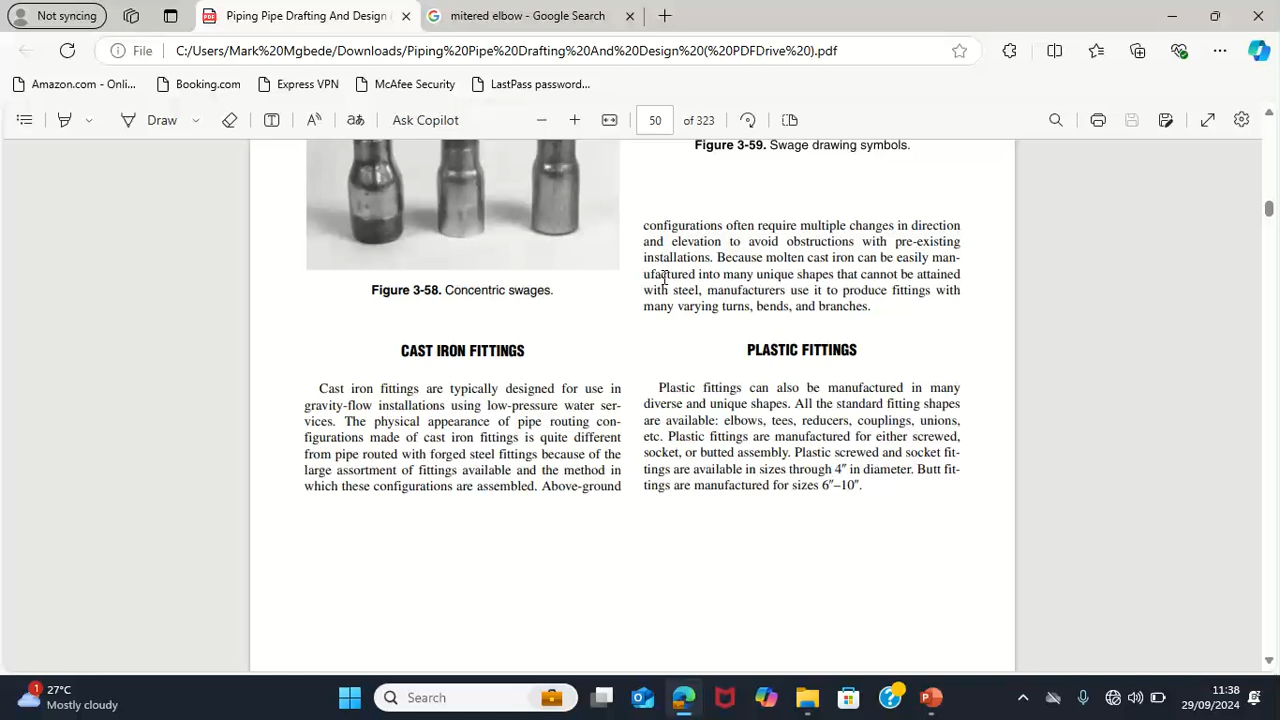 Not syncing
Piping Pipe Drafting And Design
mitered elbow - Google Search
File
C:/Users/Mark%20Mgbede/Downloads/Piping%20Pipe%20Drafting%20And%20Design%20(%20PDFDrive%20).pdf
Amazon.com - Onli...
Booking.com
Express VPN
McAfee Security
LastPass password...
Draw
Ask Copilot
50 of 323
Figure 3-58. Concentric swages.
CAST IRON FITTINGS
Cast iron fittings are typically designed for use in
gravity-flow installations using low-pressure water ser-
vices. The physical appearance of pipe routing con-
figurations made of cast iron fittings is quite different
from pipe routed with forged steel fittings because of the
large assortment of fittings available and the method in
which these configurations are assembled. Above-ground
Figure 3-59. Swage drawing symbols.
configurations often require multiple changes in direction
and elevation to avoid obstructions with pre-existing
installations. Because molten cast iron can be easily man-
ufactured into many unique shapes that cannot be attained
with steel, manufacturers use it to produce fittings with
many varying turns, bends, and branches.
PLASTIC FITTINGS
Plastic fittings can also be manufactured in many
diverse and unique shapes. All the standard fitting shapes
are available: elbows, tees, reducers, couplings, unions,
etc. Plastic fittings are manufactured for either screwed,
socket, or butted assembly. Plastic screwed and socket fit-
tings are available in sizes through 4″ in diameter. Butt fit-
tings are manufactured for sizes 6″–10″.
1
27°C
Mostly cloudy
Search
11:38
29/09/2024